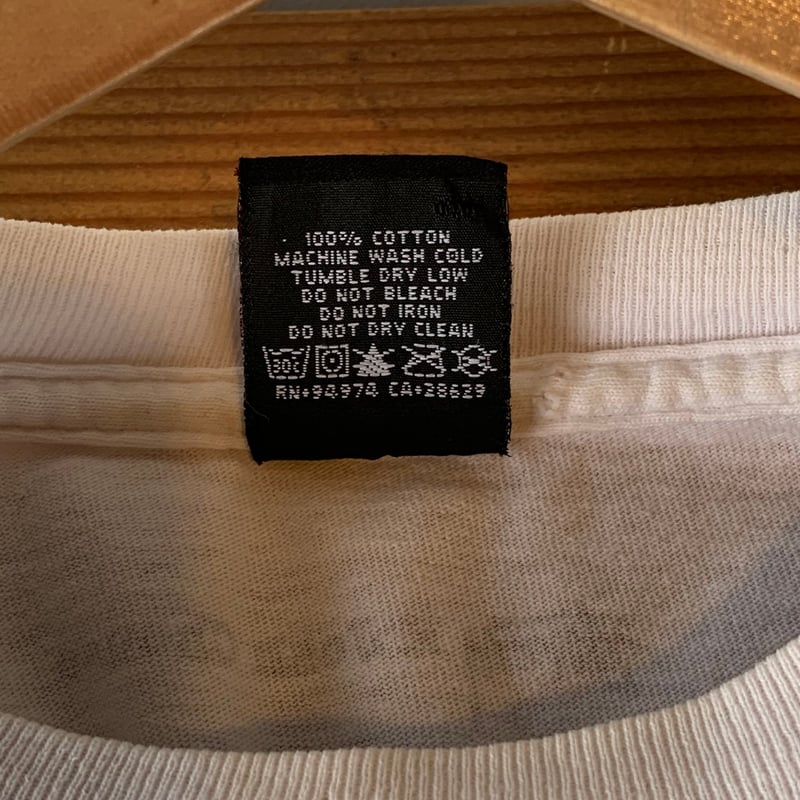 100% COTTON
MACHINE WASH COLD
TUMBLE DRY LOW
DO NOT BLEACH
DO NOT IRON
DO NOT DRY CLEAN
30C
RN#94974 CA#28629